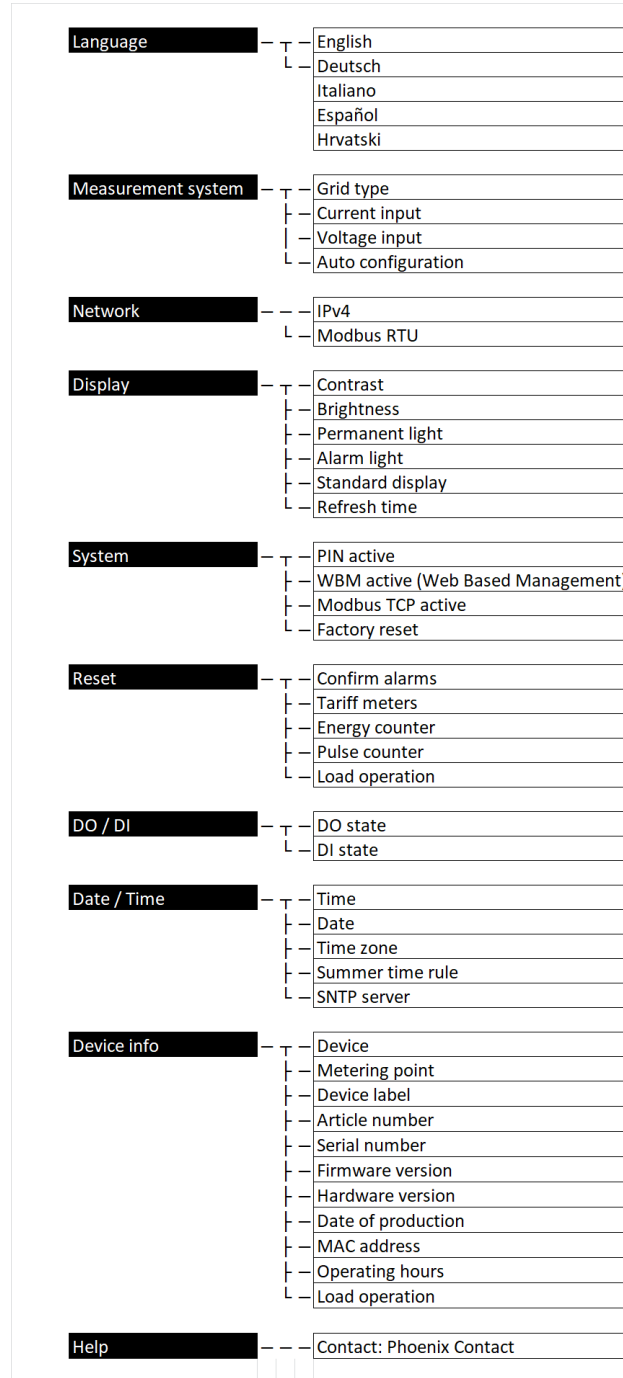 Language English
Deutsch
Italiano
Español
Hrvatski
Measurement system Grid type
Current input
Voltage input
Auto configuration
Network IPv4
Modbus RTU
Display Contrast
Brightness
Permanent light
Alarm light
Standard display
Refresh time
System PIN active
WBM active (Web Based Management)
Modbus TCP active
Factory reset
Reset Confirm alarms
Tariff meters
Energy counter
Pulse counter
Load operation
DO / DI DO state
DI state
Date / Time Time
Date
Time zone
Summer time rule
SNTP server
Device info Device
Metering point
Device label
Article number
Serial number
Firmware version
Hardware version
Date of production
MAC address
Operating hours
Load operation
Help Contact: Phoenix Contact